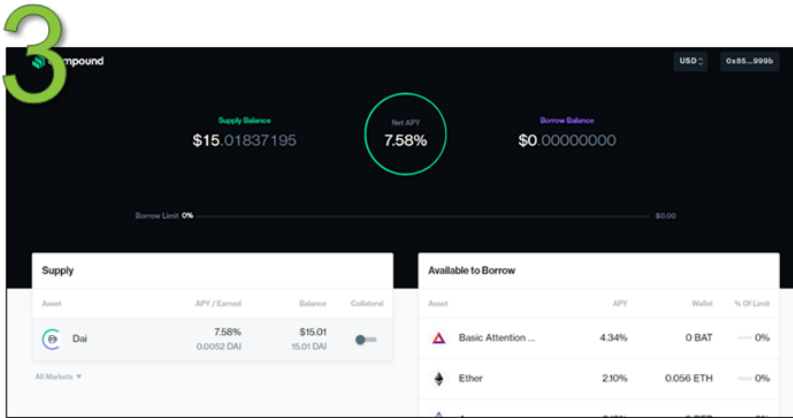 3
Compound
USD
0x85...999b
Supply Balance
$15.01837195
Net APY
7.58%
Borrow Balance
$0.00000000
Borrow Limit 0%
$0.00
Supply
Asset APY / Earned Balance Collateral
Dai 7.58% $15.01
0.0052 DAI 15.01 DAI
All Markets
Available to Borrow
Asset APY Wallet % Of Limit
Basic Attention ... 4.34% 0 BAT 0%
Ether 2.10% 0.056 ETH 0%